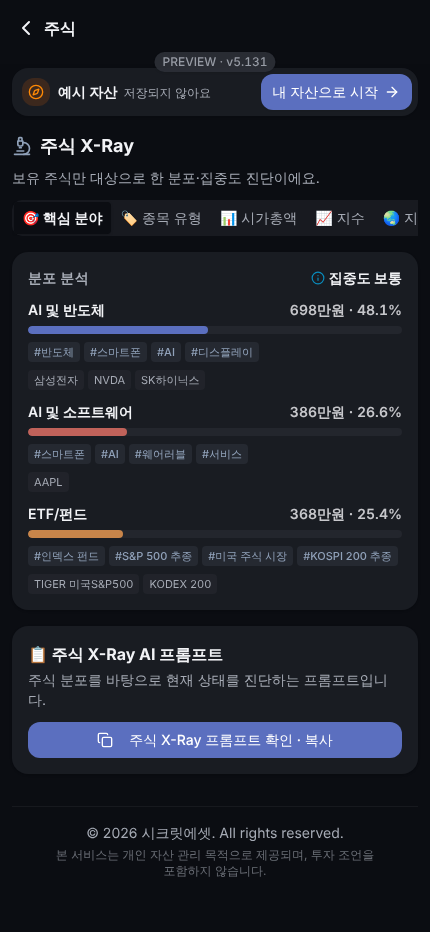 주식
PREVIEW · v5.131
예시 자산 저장되지 않아요
내 자산으로 시작 →
🔬 주식 X-Ray
보유 주식만 대상으로 한 분포·집중도 진단이에요.
🎯 핵심 분야 🏷️ 종목 유형 📊 시가총액 📈 지수 🌏 지
분포 분석
집중도 보통
AI 및 반도체 698만원 · 48.1%
#반도체 #스마트폰 #AI #디스플레이
삼성전자 NVDA SK하이닉스
AI 및 소프트웨어 386만원 · 26.6%
#스마트폰 #AI #웨어러블 #서비스
AAPL
ETF/펀드 368만원 · 25.4%
#인덱스 펀드 #S&P 500 추종 #미국 주식 시장 #KOSPI 200 추종
TIGER 미국S&P500 KODEX 200
📋 주식 X-Ray AI 프롬프트
주식 분포를 바탕으로 현재 상태를 진단하는 프롬프트입니
다.
주식 X-Ray 프롬프트 확인 · 복사
© 2026 시크릿에셋. All rights reserved.
본 서비스는 개인 자산 관리 목적으로 제공되며, 투자 조언을
포함하지 않습니다.